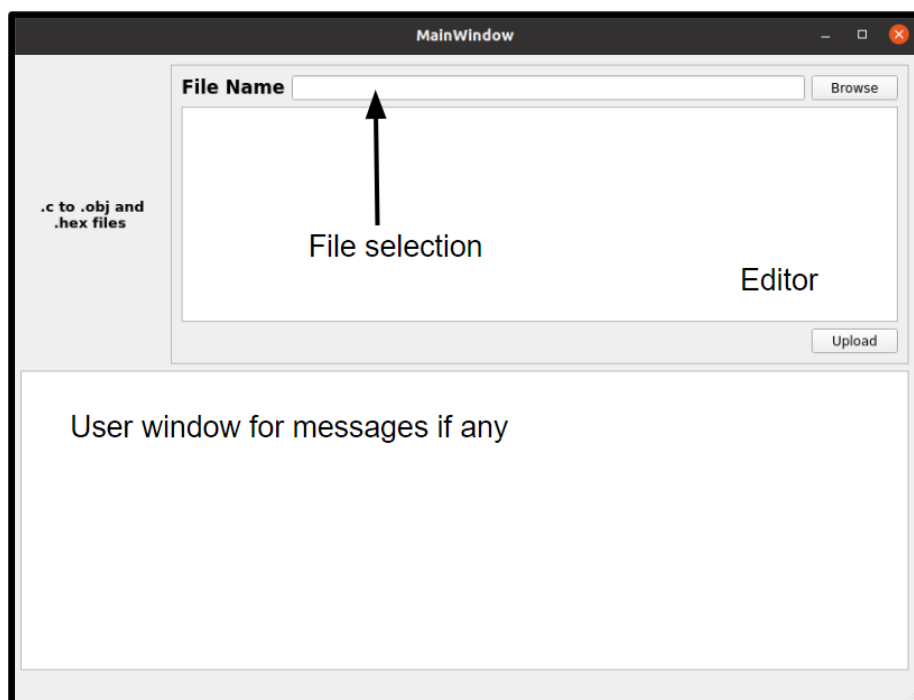 MainWindow
File Name
Browse
.c to .obj and
.hex files
File selection
Editor
Upload
User window for messages if any